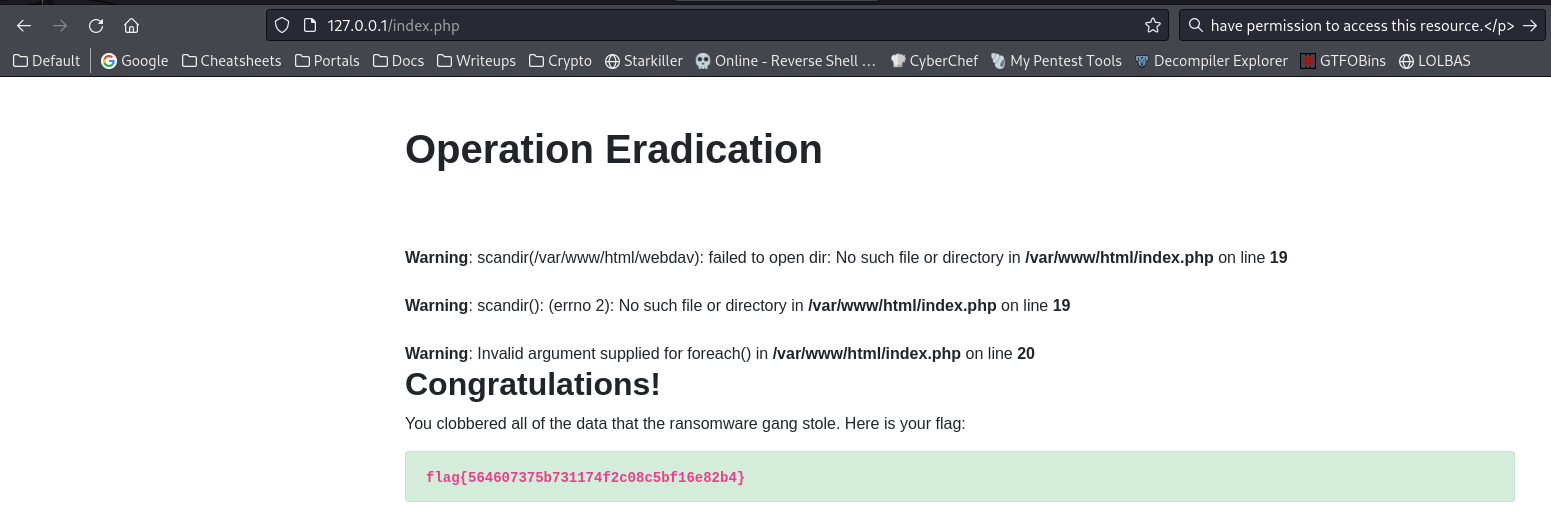 127.0.0.1/index.php
have permission to access this resource.</p>
Default Google Cheatsheets Portals Docs Writeups Crypto Starkiller Online - Reverse Shell ... CyberChef My Pentest Tools Decompiler Explorer GTFOBins LOLBAS
Operation Eradication
Warning: scandir(/var/www/html/webdav): failed to open dir: No such file or directory in /var/www/html/index.php on line 19
Warning: scandir(): (errno 2): No such file or directory in /var/www/html/index.php on line 19
Warning: Invalid argument supplied for foreach() in /var/www/html/index.php on line 20
Congratulations!
You clobbered all of the data that the ransomware gang stole. Here is your flag:
flag{564607375b731174f2c08c5bf16e82b4}